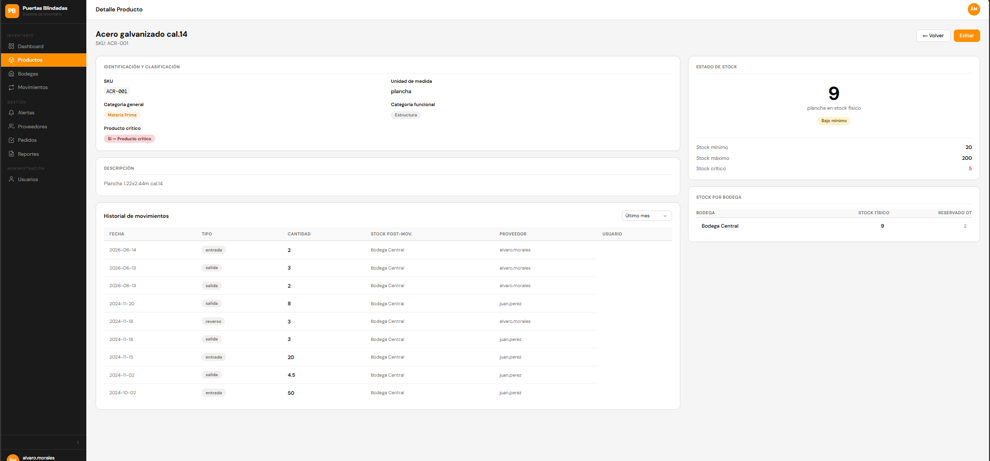 PB
Puertas Blindadas
Detalle Producto
AM
Acero galvanizado cal.14
SKU: ACR-001
← Volver
Editar
Dashboard
Productos
Bodegas
Movimientos
Alertas
Proveedores
Pedidos
Reportes
Usuarios
alvaro.morales
IDENTIFICACIÓN Y CLASIFICACIÓN
SKU
Unidad de medida
ACR-001
plancha
Categoría general
Categoría funcional
Materia Prima
Estructura
Producto crítico
Sí — Producto crítico
DESCRIPCIÓN
Plancha 1.22x2.44m cal.14
Historial de movimientos
Último mes
FECHA TIPO CANTIDAD STOCK POST-MOV. PROVEEDOR USUARIO
2026-06-14 entrada 2 Bodega Central alvaro.morales
2026-06-13 salida 3 Bodega Central alvaro.morales
2026-06-13 salida 2 Bodega Central alvaro.morales
2024-11-20 salida 8 Bodega Central juan.perez
2024-11-18 reverso 3 Bodega Central alvaro.morales
2024-11-18 salida 3 Bodega Central juan.perez
2024-11-15 entrada 20 Bodega Central juan.perez
2024-11-02 salida 4.5 Bodega Central juan.perez
2024-10-02 entrada 50 Bodega Central juan.perez
ESTADO DE STOCK
9
plancha en stock físico
Bajo mínimo
Stock mínimo 20
Stock máximo 200
Stock crítico 5
STOCK POR BODEGA
BODEGA STOCK FÍSICO RESERVADO OT
Bodega Central 9 2